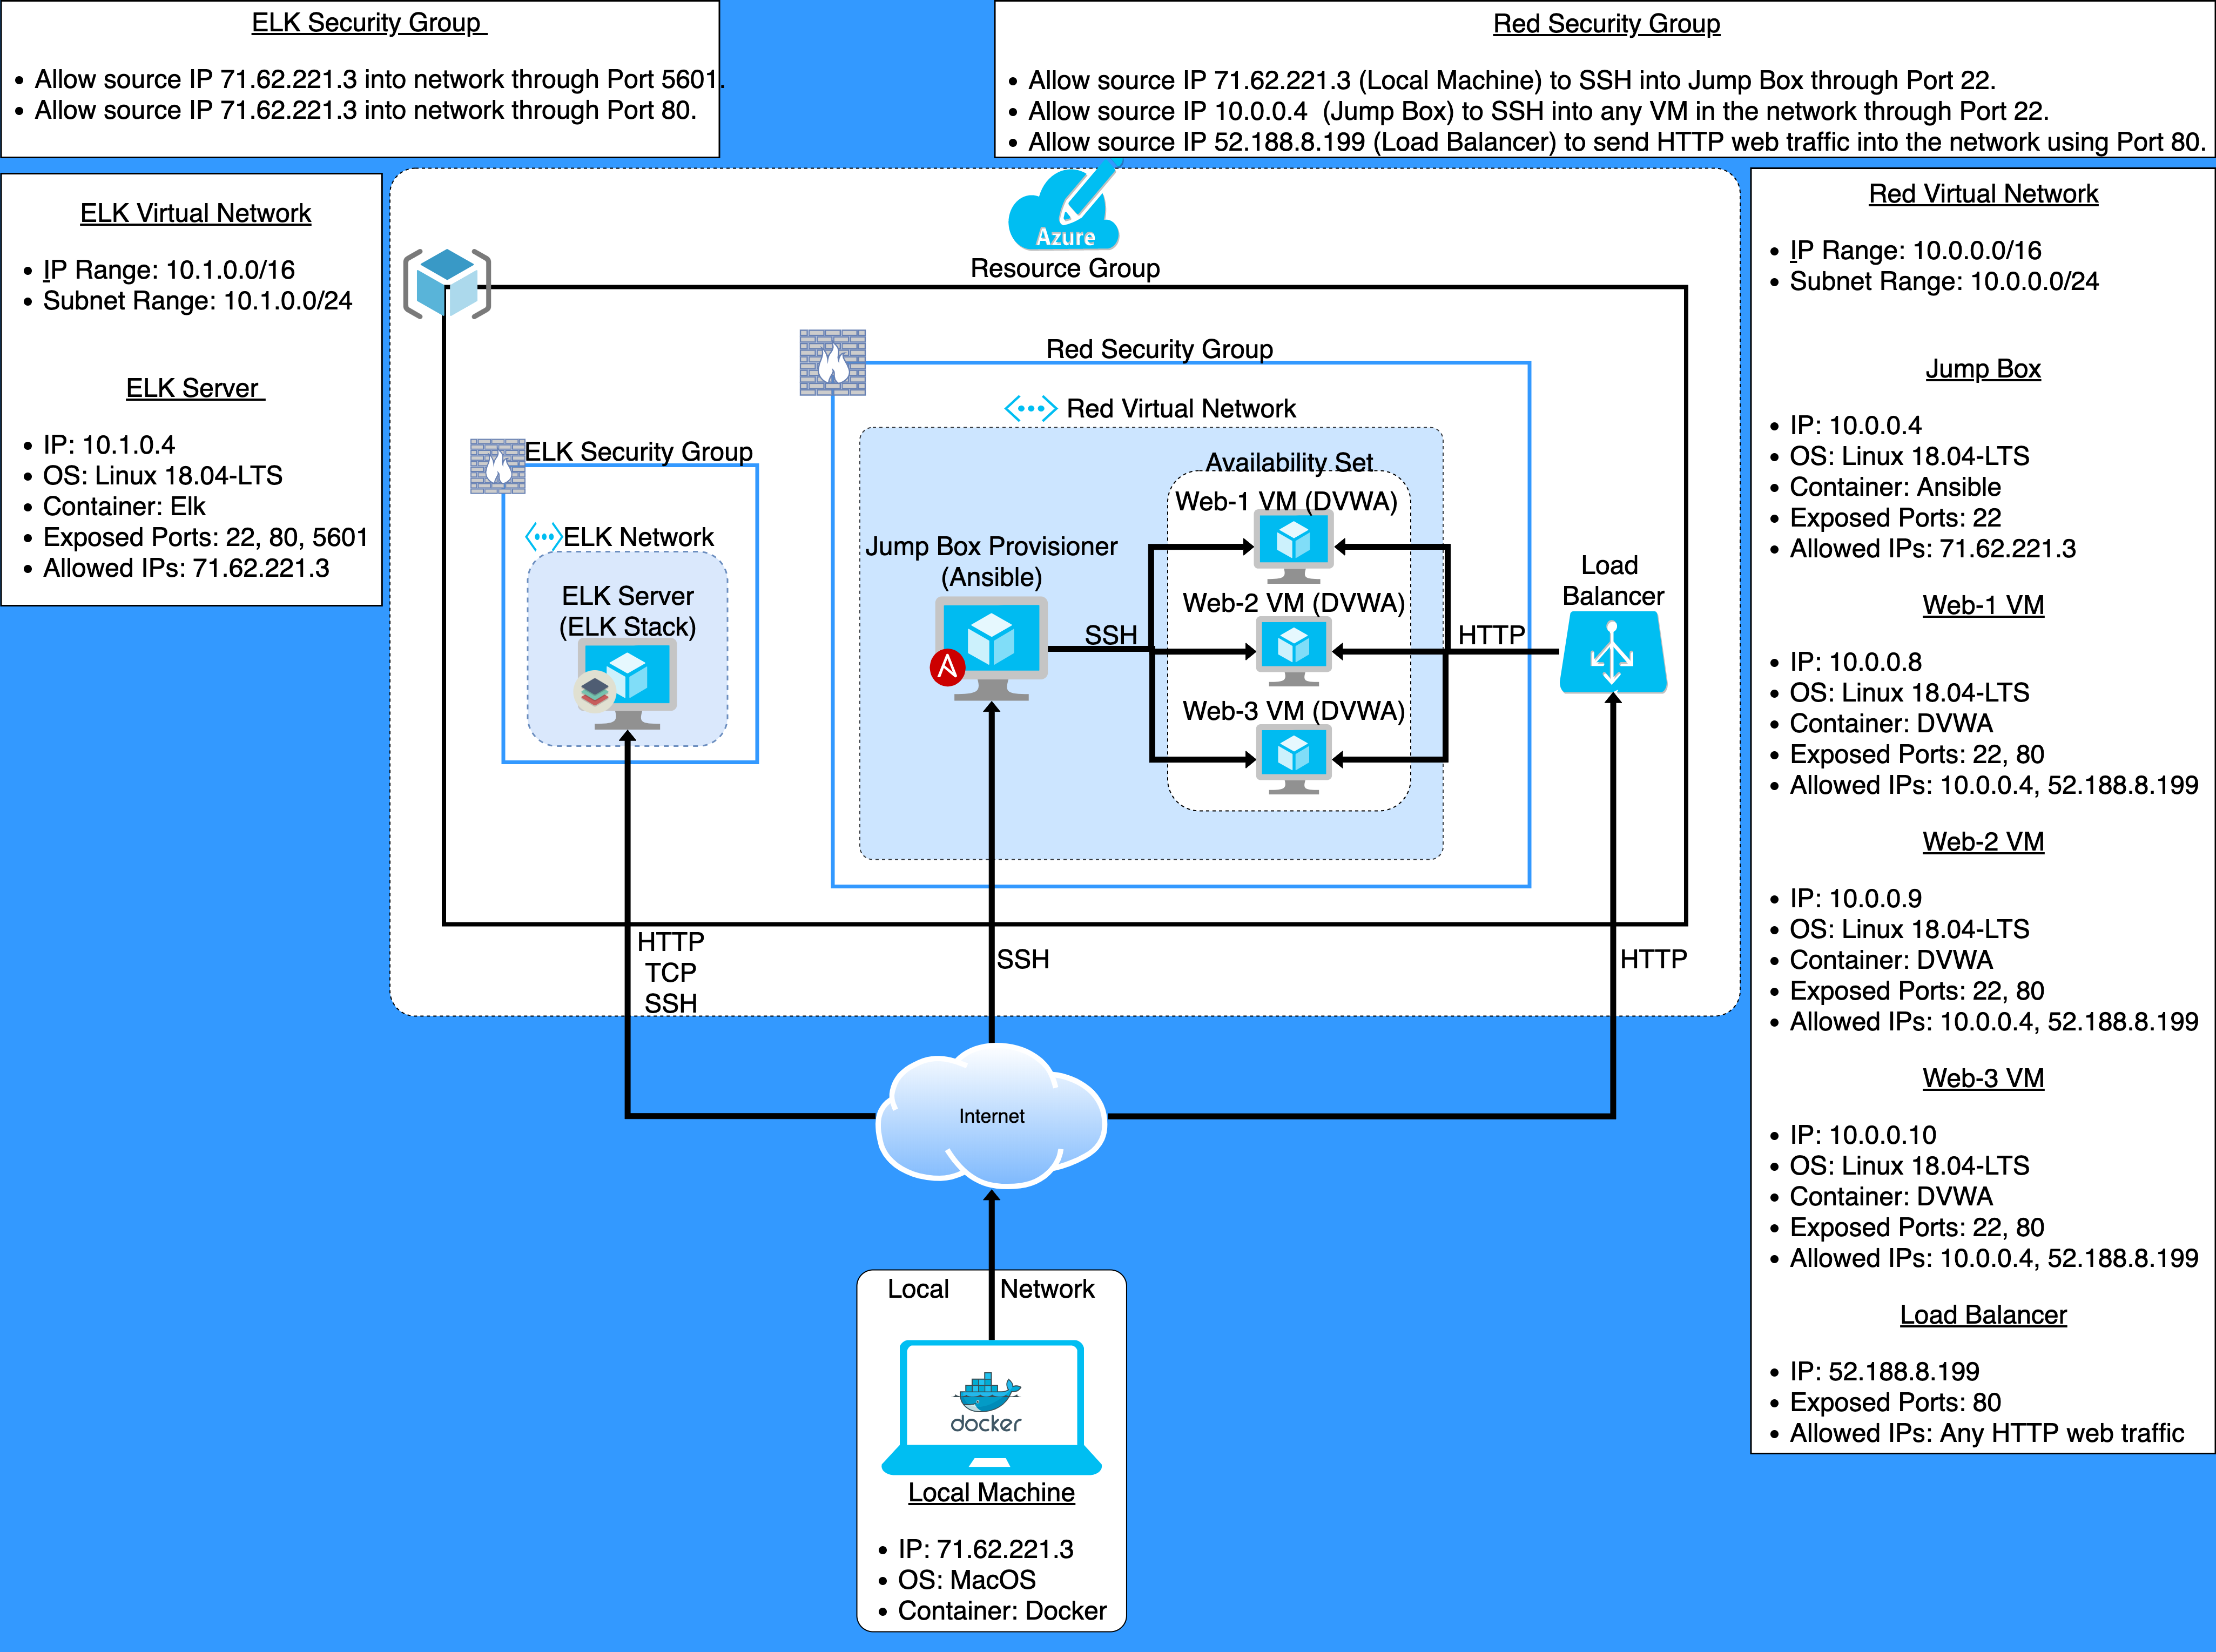 ELK Security Group
• Allow source IP 71.62.221.3 into network through Port 5601.
• Allow source IP 71.62.221.3 into network through Port 80.
Red Security Group
• Allow source IP 71.62.221.3 (Local Machine) to SSH into Jump Box through Port 22.
• Allow source IP 10.0.0.4  (Jump Box) to SSH into any VM in the network through Port 22.
• Allow source IP 52.188.8.199 (Load Balancer) to send HTTP web traffic into the network using Port 80.
ELK Virtual Network
• IP Range: 10.1.0.0/16
• Subnet Range: 10.1.0.0/24
ELK Server
• IP: 10.1.0.4
• OS: Linux 18.04-LTS
• Container: Elk
• Exposed Ports: 22, 80, 5601
• Allowed IPs: 71.62.221.3
Azure
Resource Group
Red Security Group
Red Virtual Network
ELK Security Group
ELK Network
ELK Server
(ELK Stack)
Jump Box Provisioner
(Ansible)
A
SSH
Availability Set
Web-1 VM (DVWA)
Web-2 VM (DVWA)
Web-3 VM (DVWA)
HTTP
Load
Balancer
HTTP
TCP
SSH
SSH
HTTP
Internet
Local Network
docker
Local Machine
• IP: 71.62.221.3
• OS: MacOS
• Container: Docker
Red Virtual Network
• IP Range: 10.0.0.0/16
• Subnet Range: 10.0.0.0/24
Jump Box
• IP: 10.0.0.4
• OS: Linux 18.04-LTS
• Container: Ansible
• Exposed Ports: 22
• Allowed IPs: 71.62.221.3
Web-1 VM
• IP: 10.0.0.8
• OS: Linux 18.04-LTS
• Container: DVWA
• Exposed Ports: 22, 80
• Allowed IPs: 10.0.0.4, 52.188.8.199
Web-2 VM
• IP: 10.0.0.9
• OS: Linux 18.04-LTS
• Container: DVWA
• Exposed Ports: 22, 80
• Allowed IPs: 10.0.0.4, 52.188.8.199
Web-3 VM
• IP: 10.0.0.10
• OS: Linux 18.04-LTS
• Container: DVWA
• Exposed Ports: 22, 80
• Allowed IPs: 10.0.0.4, 52.188.8.199
Load Balancer
• IP: 52.188.8.199
• Exposed Ports: 80
• Allowed IPs: Any HTTP web traffic